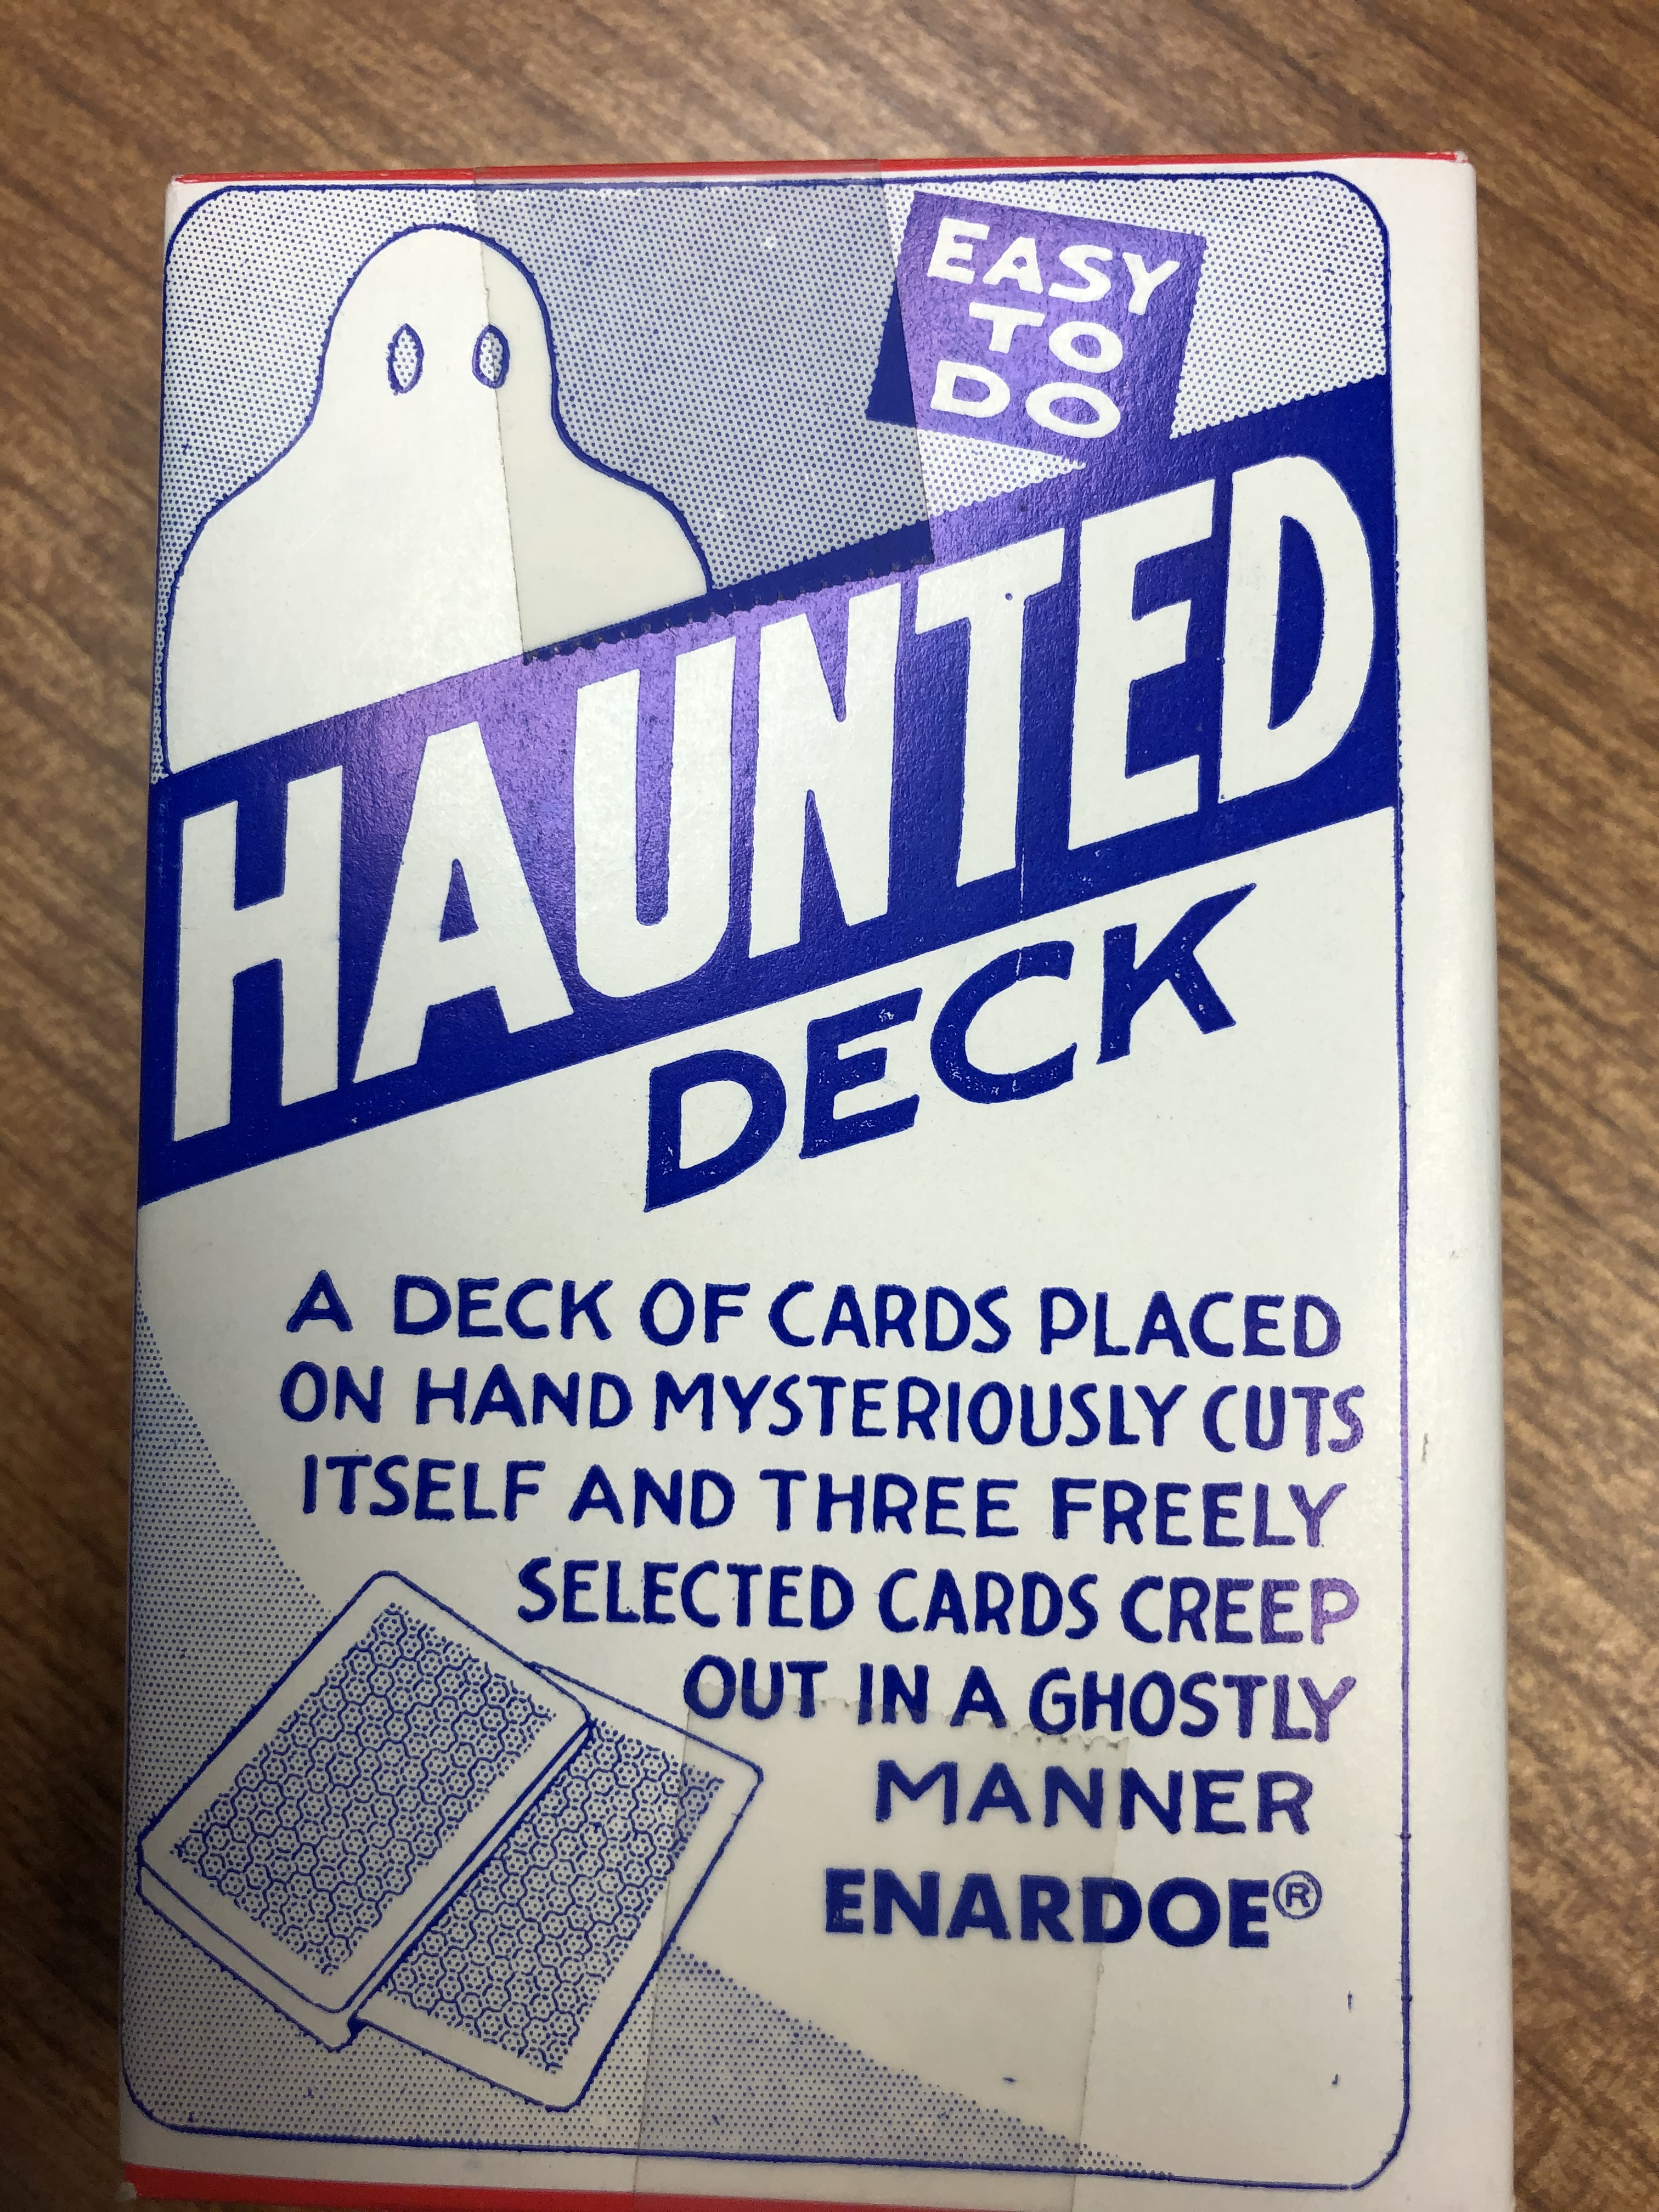 EASY
TO
DO
HAUNTED
DECK
A DECK OF CARDS PLACED
ON HAND MYSTERIOUSLY CUTS
ITSELF AND THREE FREELY
SELECTED CARDS CREEP
OUT IN A GHOSTLY
MANNER
ENARDOE®